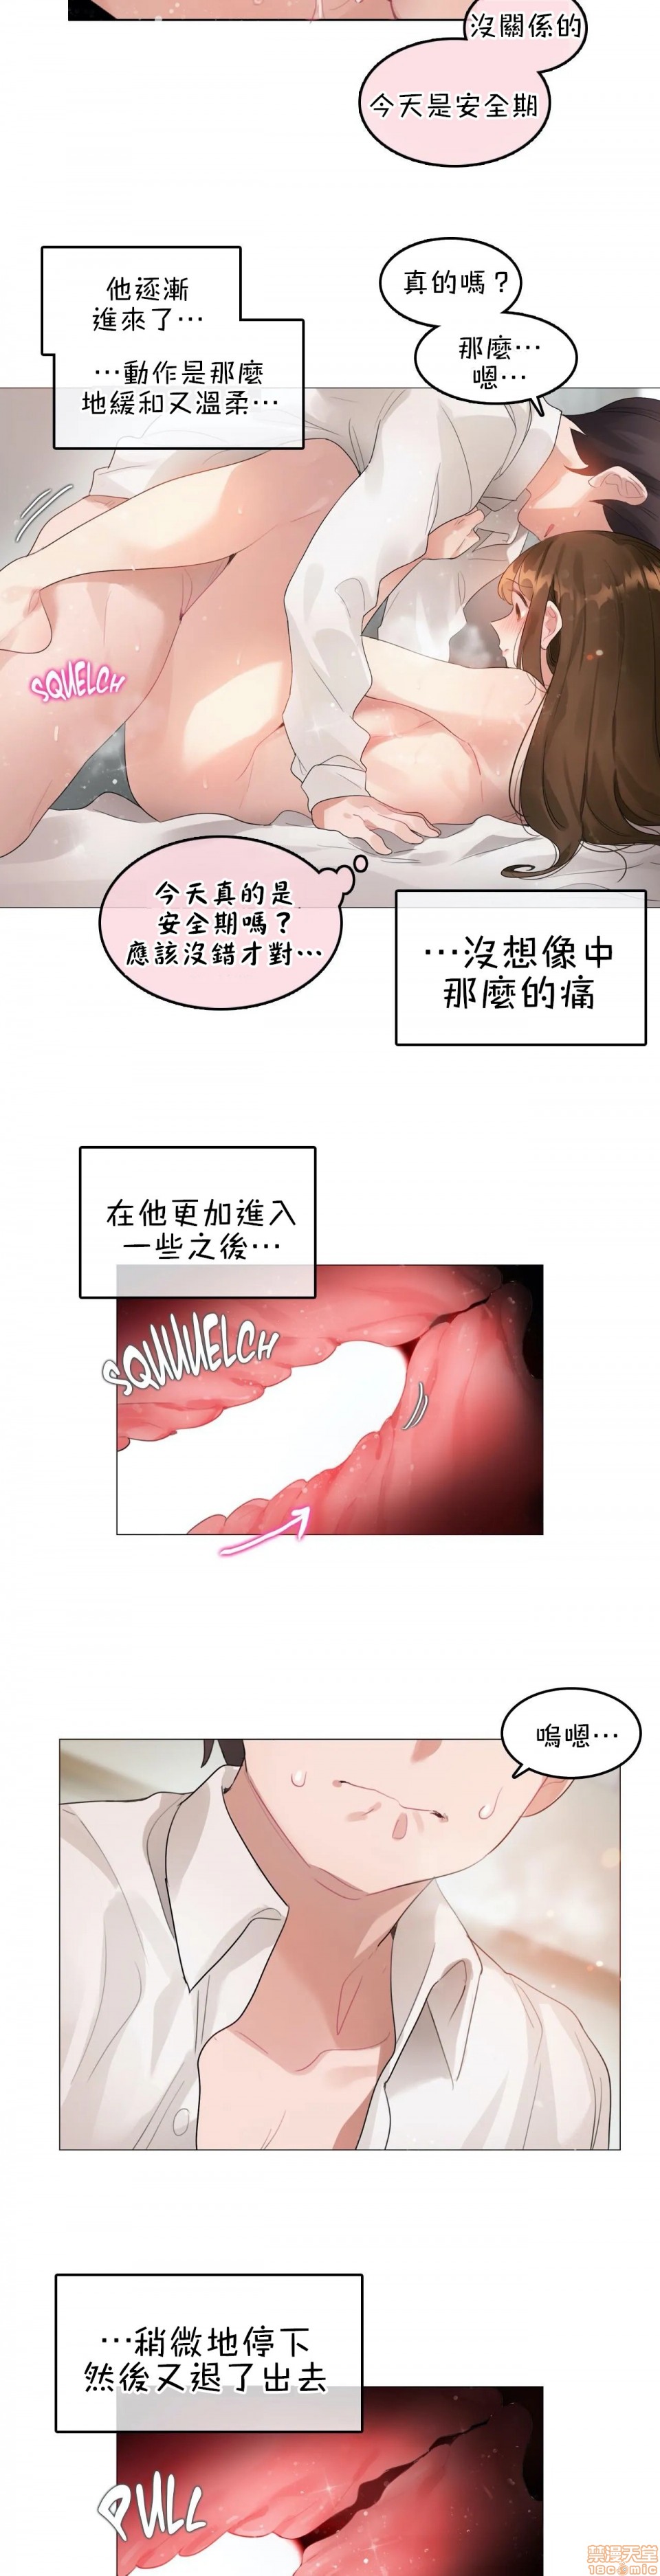 沒關係的
今天是安全期
他逐漸
進來了…
…動作是那麼
地緩和又溫柔…
真的嗎？
那麼…
嗯…
SQUELCH
今天真的是
安全期嗎？
應該沒錯才對…
…沒想像中
那麼的痛
在他更加進入
一些之後…
SQUUUELCH
嗚嗯…
…稍微地停下
然後又退了出去
PULL
禁漫天堂
18comic